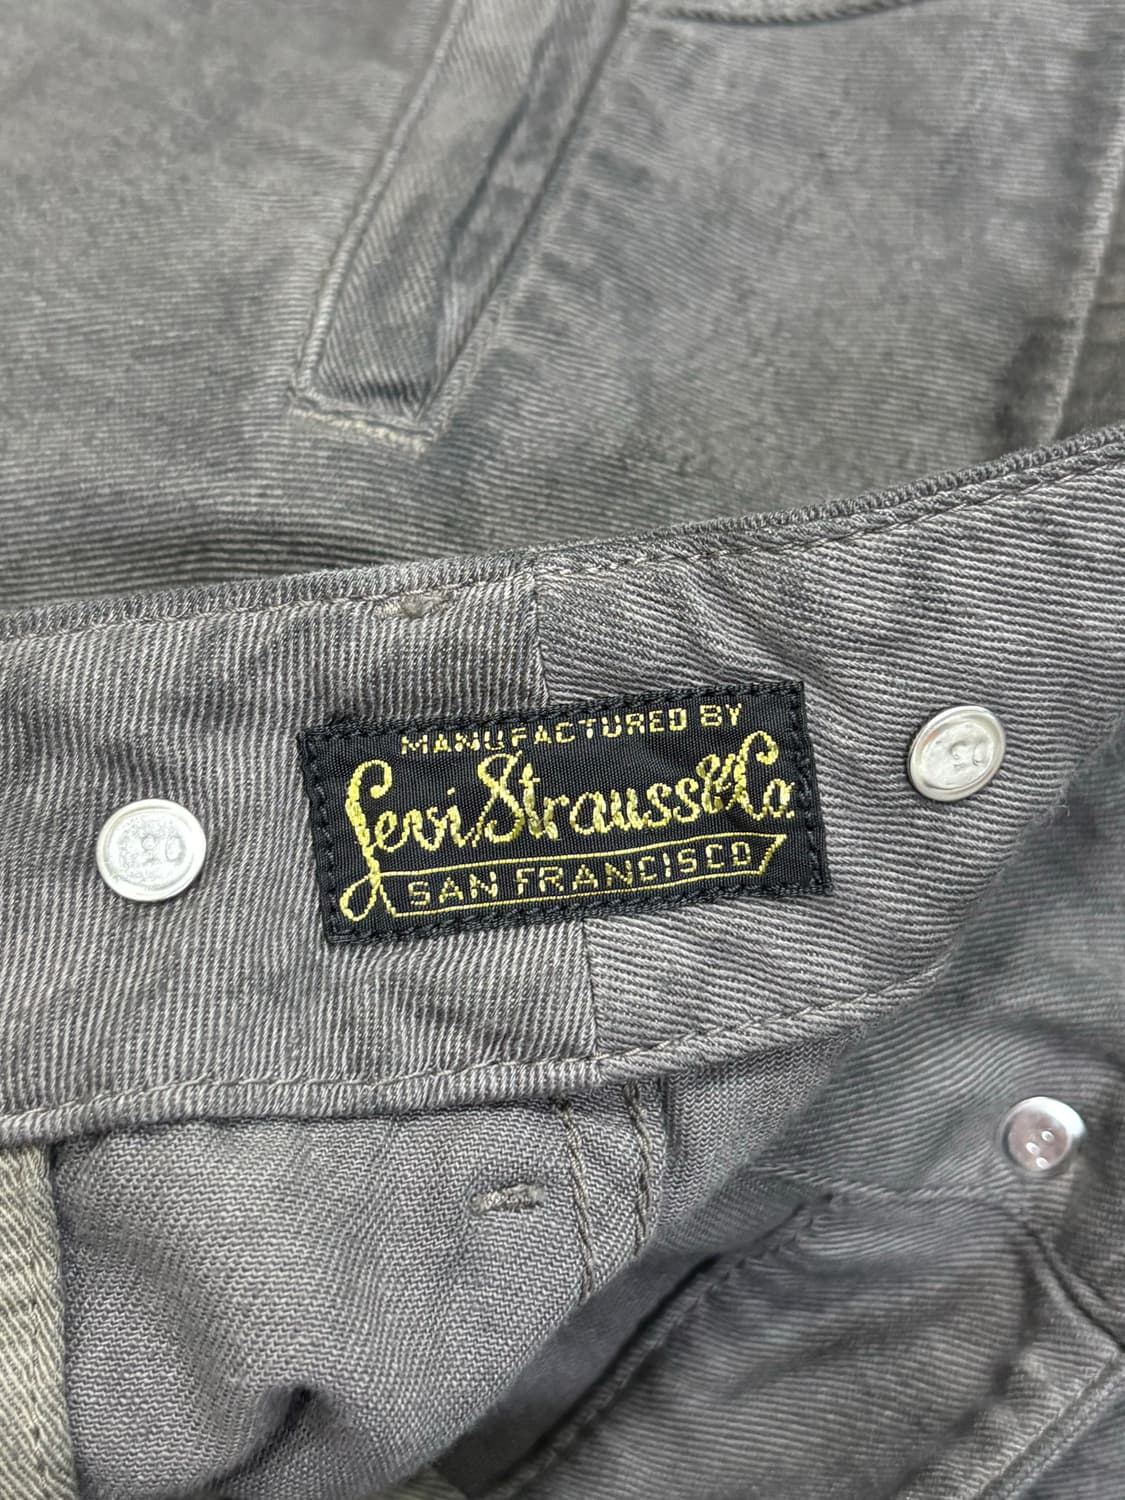 MANUFACTURED BY
Levi Strauss & Co.
SAN FRANCISCO